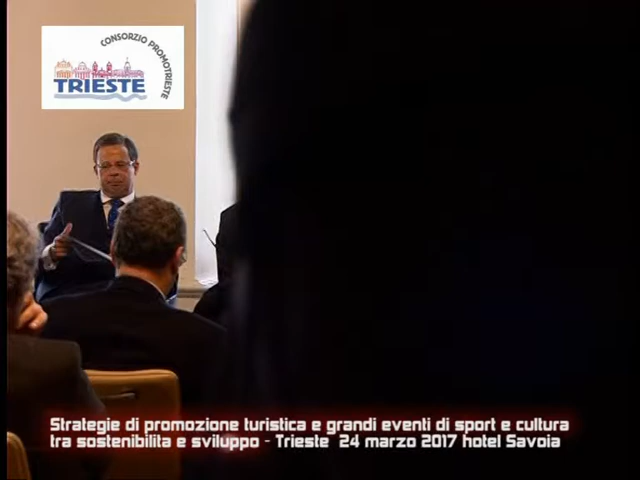 CONSORZIO PROMOTRIESTE
TRIESTE
Strategie di promozione turistica e grandi eventi di sport e cultura
tra sostenibilita e sviluppo - Trieste 24 marzo 2017 hotel Savoia